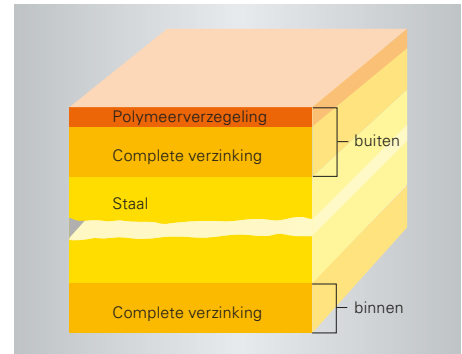 Polymeerverzegeling
buiten
Complete verzinking
Staal
Complete verzinking
binnen